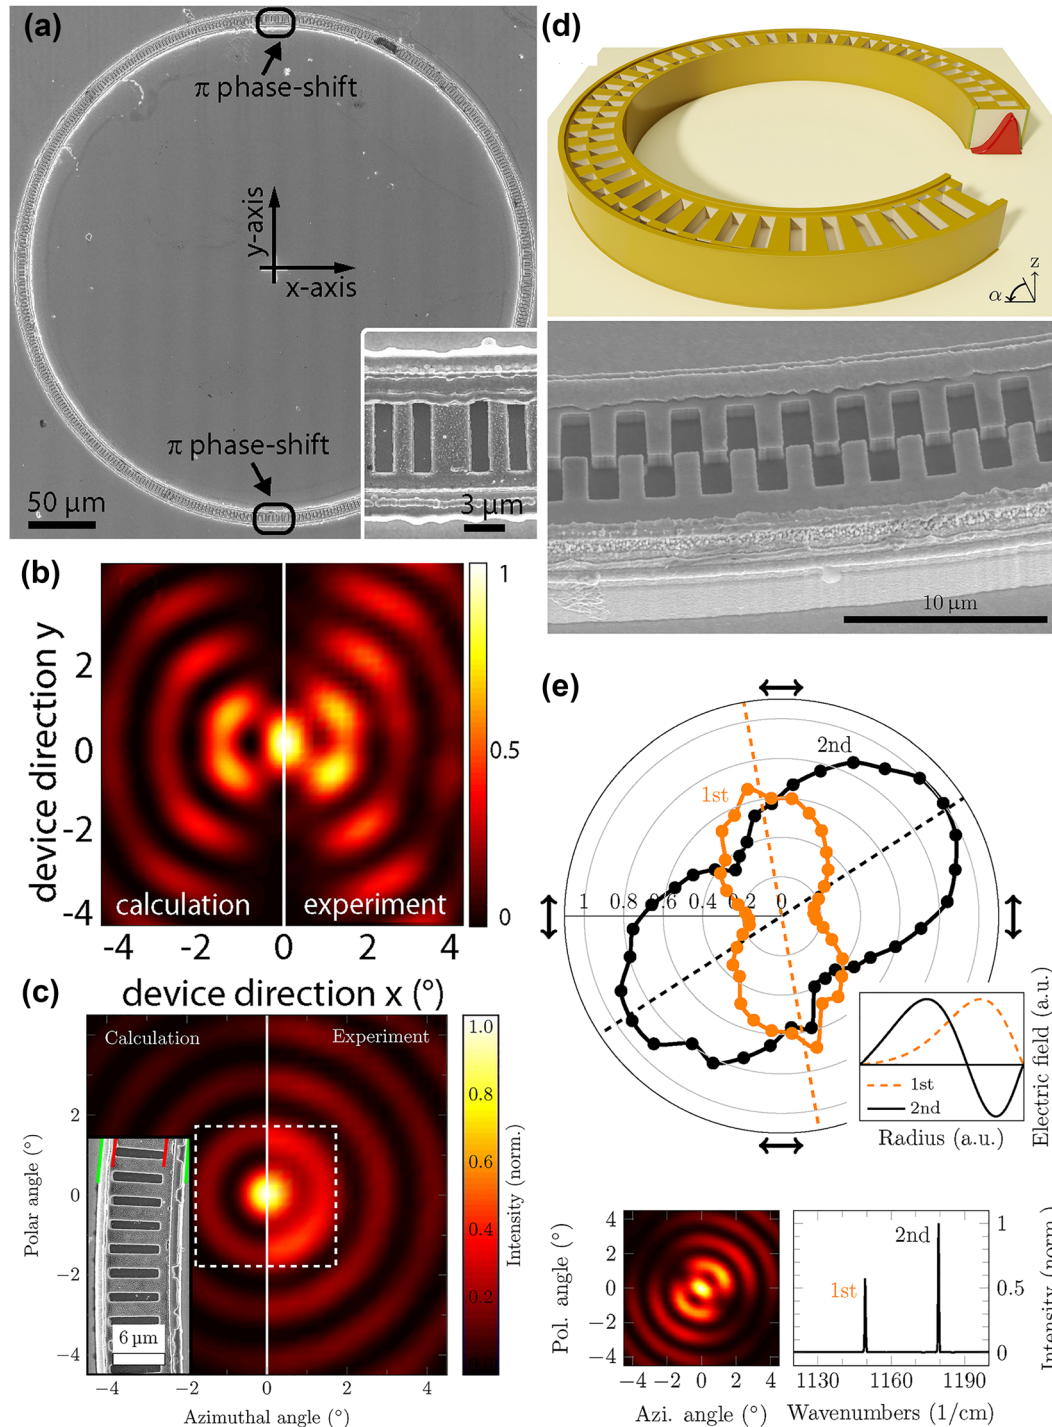 (a)
π phase-shift
y-axis
x-axis
π phase-shift
50 μm
3 μm
(b)
device direction y
2
0
-2
-4
calculation
experiment
1
0.5
0
-4 -2 0 2 4
device direction x (°)
(c)
Calculation
Experiment
Polar angle (°)
4
2
0
−2
−4
6 μm
−4 −2 0 2 4
Azimuthal angle (°)
1.0
0.8
0.6
0.4
0.2
Intensity (norm.)
(d)
z
α
10 μm
(e)
2nd
1st
1 0.8 0.6 0.4 0.2 0
Electric field (a.u.)
1st
2nd
Radius (a.u.)
Pol. angle (°)
4
2
0
−2
−4
−4 −2 0 2 4
Azi. angle (°)
2nd
1st
1
0.5
0
Intensity (norm.)
1130 1160 1190
Wavenumbers (1/cm)